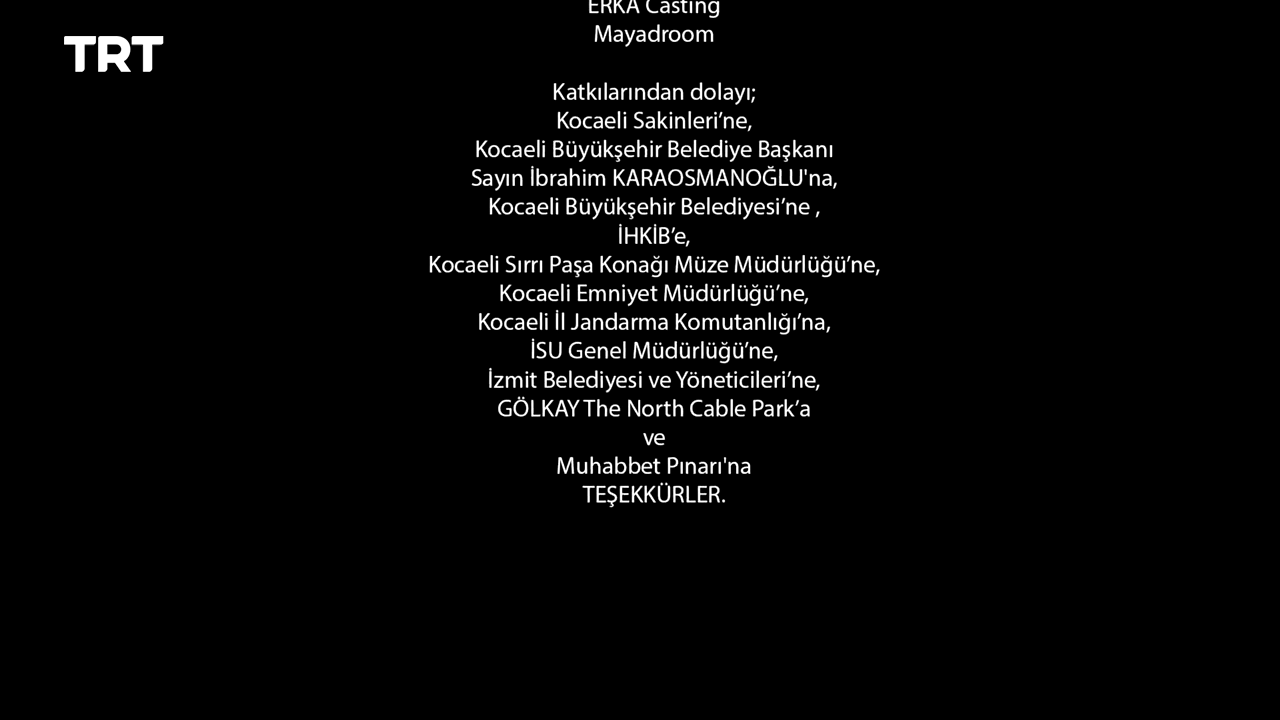 TRT
ERKA Casting
Mayadroom
Katkılarından dolayı;
Kocaeli Sakinleri’ne,
Kocaeli Büyükşehir Belediye Başkanı
Sayın İbrahim KARAOSMANOĞLU'na,
Kocaeli Büyükşehir Belediyesi’ne ,
İHKİB’e,
Kocaeli Sırrı Paşa Konağı Müze Müdürlüğü’ne,
Kocaeli Emniyet Müdürlüğü’ne,
Kocaeli İl Jandarma Komutanlığı’na,
İSU Genel Müdürlüğü’ne,
İzmit Belediyesi ve Yöneticileri’ne,
GÖLKAY The North Cable Park’a
ve
Muhabbet Pınarı'na
TEŞEKKÜRLER.